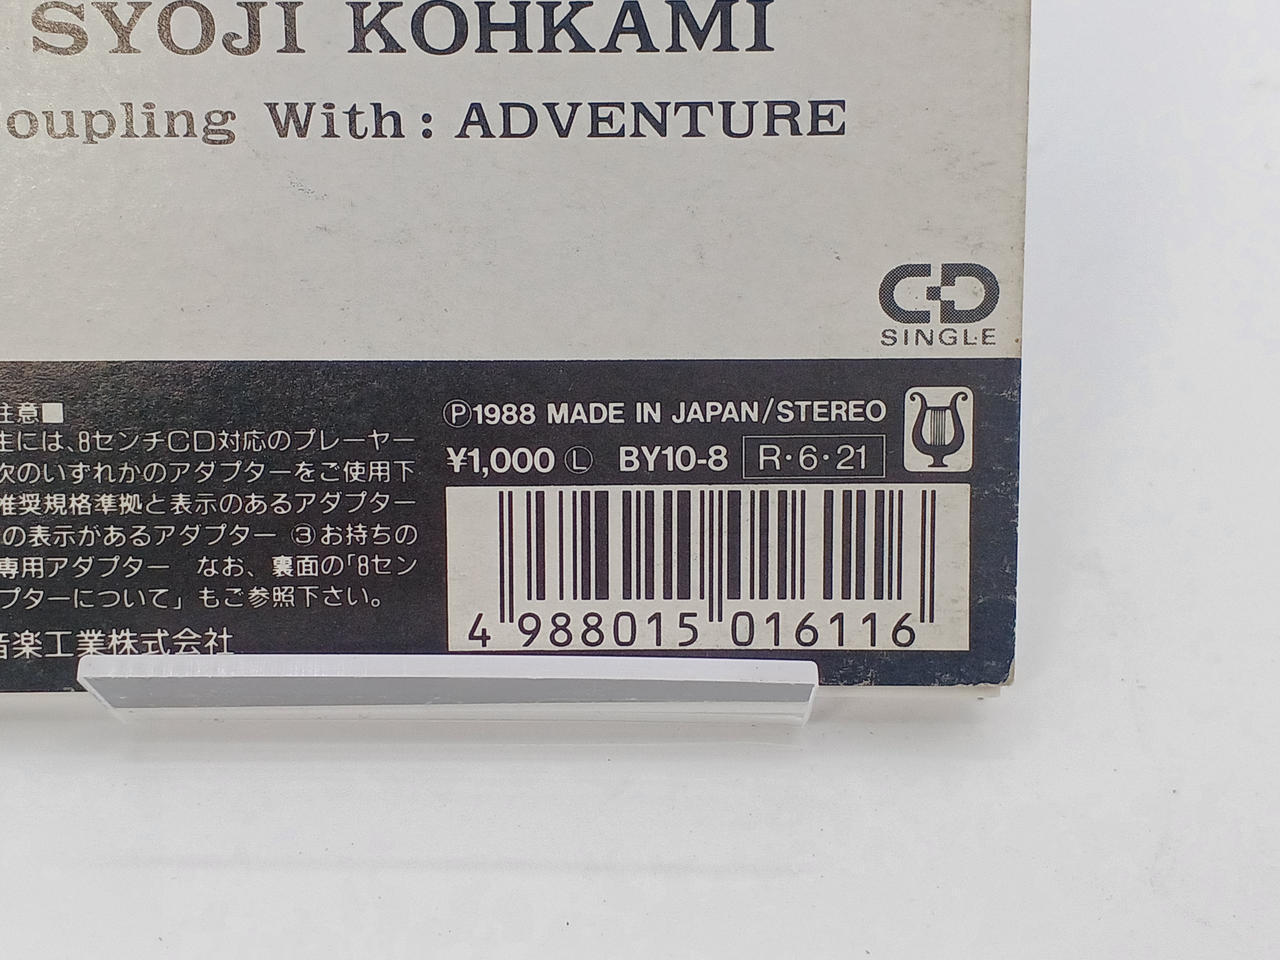 SYOJI KOHKAMI
oupling With: ADVENTURE
CD
SINGLE
注意■
生には、8センチCD対応のプレーヤー
次のいずれかのアダプターをご使用下
推奨規格準拠と表示のあるアダプター
の表示があるアダプター ③お持ちの
専用アダプター なお、裏面の「8セン
プターについて」もご参照下さい。
音楽工業株式会社
Ⓟ1988 MADE IN JAPAN/STEREO
¥1,000 Ⓛ BY10-8 R・6・21
4 988015 016116